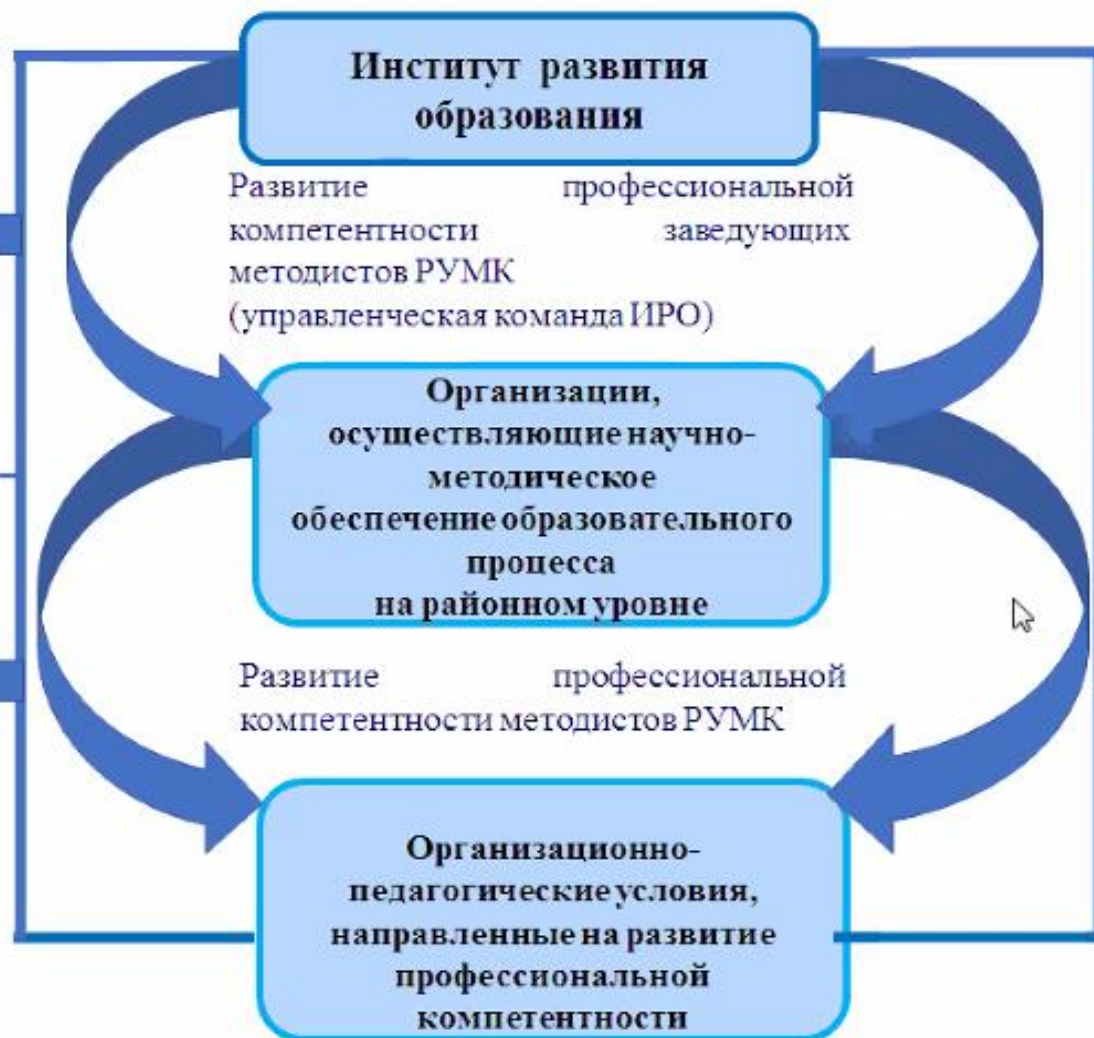 Институт развития
образования
Развитие профессиональной
компетентности заведующих
методистов РУМК
(управленческая команда ИРО)
Организации,
осуществляющие научно-
методическое
обеспечение образовательного
процесса
на районном уровне
Развитие профессиональной
компетентности методистов РУМК
Организационно-
педагогические условия,
направленные на развитие
профессиональной
компетентности